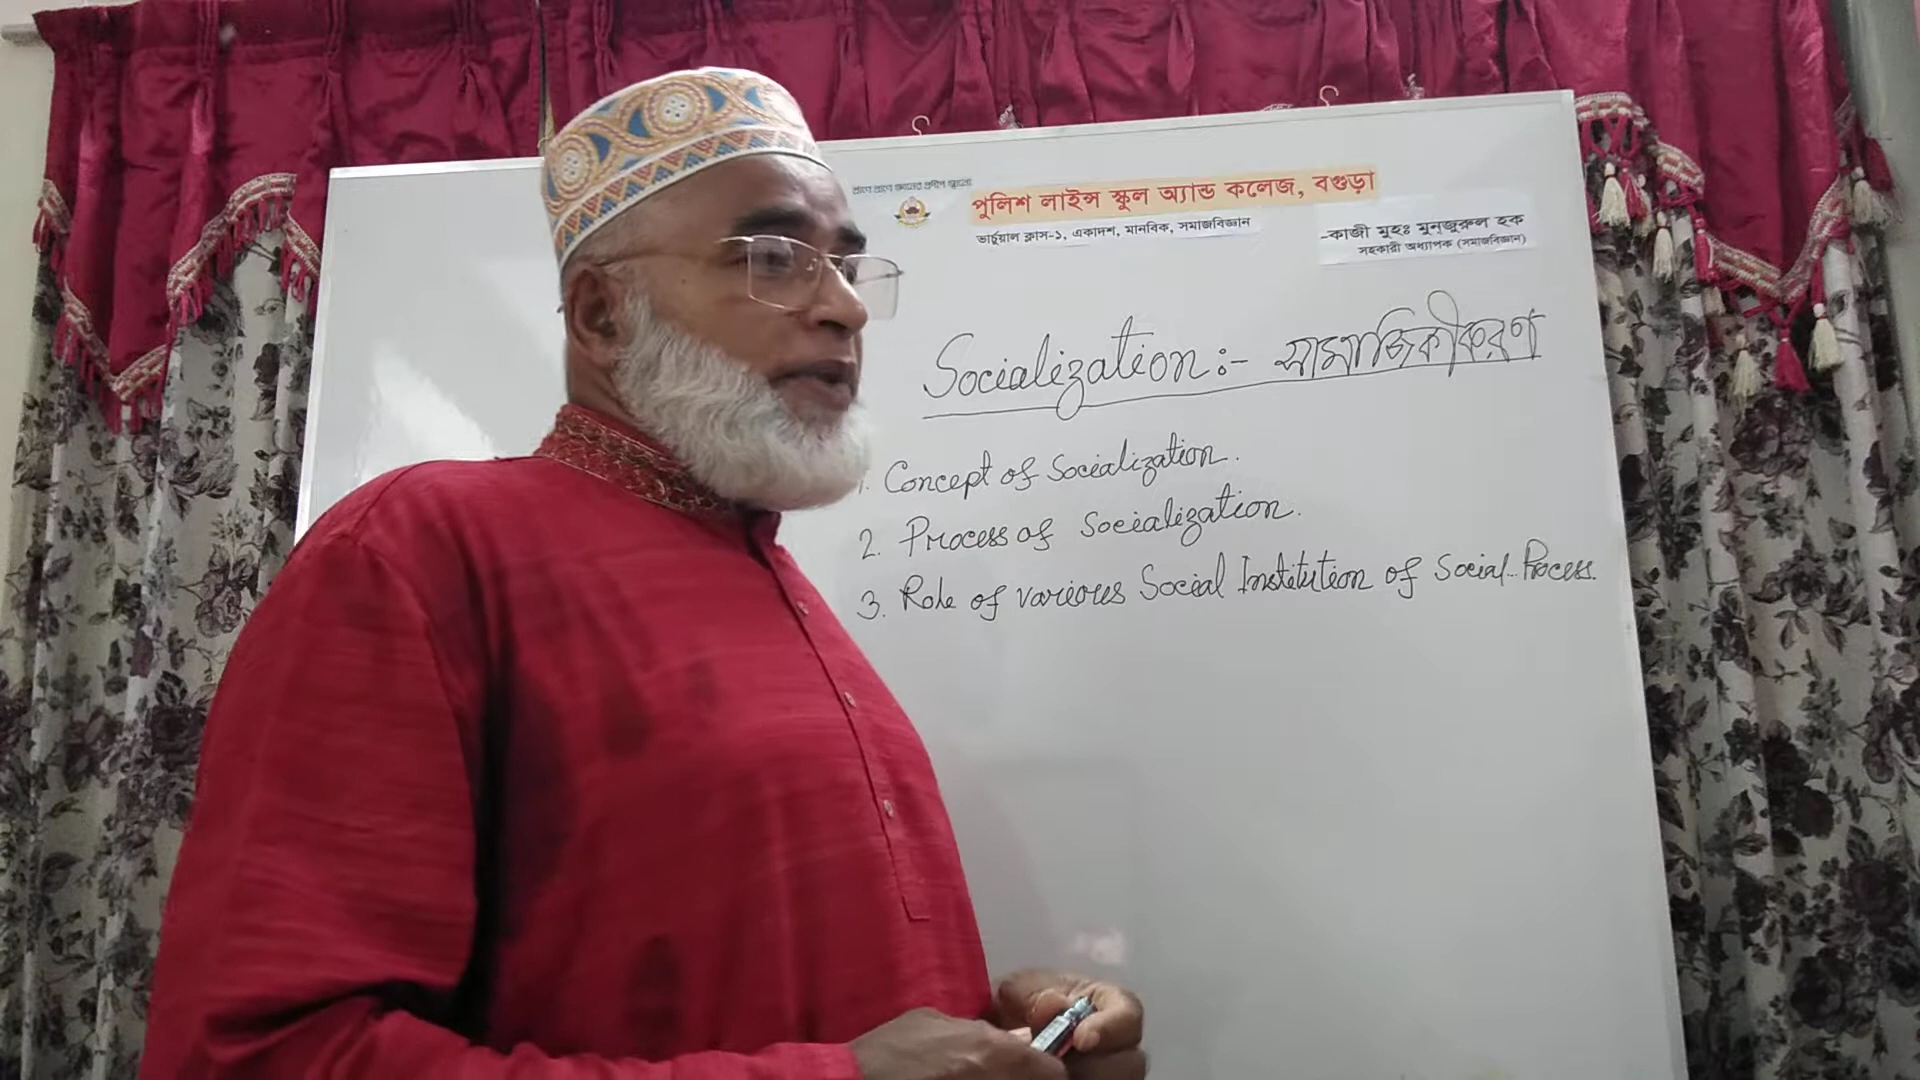 প্রাণে প্রাণে জ্ঞানের প্রদীপ জ্বালো
পুলিশ লাইন্স স্কুল অ্যান্ড কলেজ, বগুড়া
ভার্চুয়াল ক্লাস-১, একাদশ, মানবিক, সমাজবিজ্ঞান
-কাজী মুহঃ মুনজুরুল হক
সহকারী অধ্যাপক (সমাজবিজ্ঞান)
Socialization:- সামাজিকীকরণ
1. Concept of Socialization.
2. Process of Socialization.
3. Role of various Social Institution of Social Process.